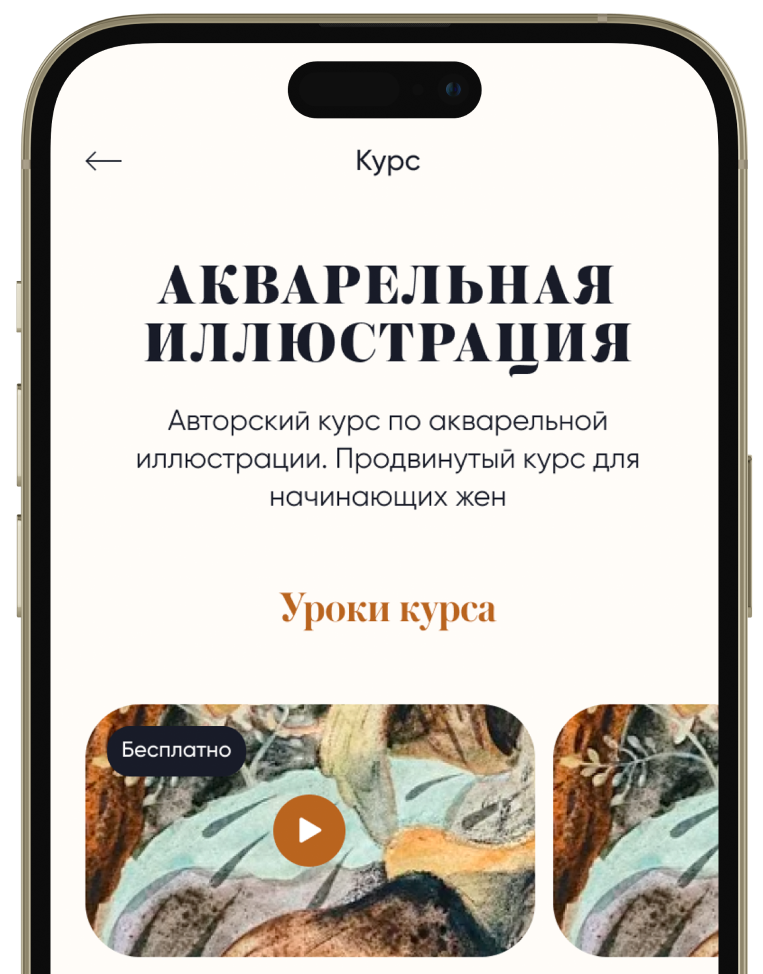 Курс
АКВАРЕЛЬНАЯ
ИЛЛЮСТРАЦИЯ
Авторский курс по акварельной
иллюстрации. Продвинутый курс для
начинающих жен
Уроки курса
Бесплатно